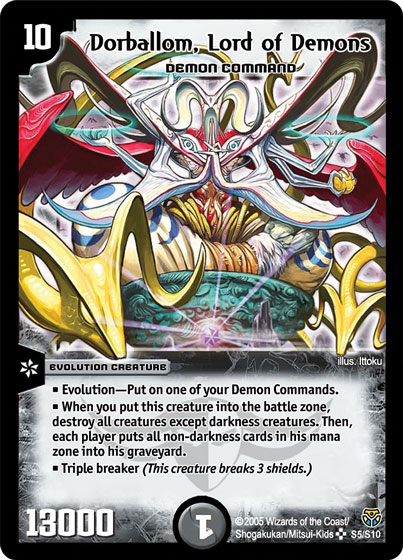 10
Dorballom, Lord of Demons
DEMON COMMAND
illus. Ittoku
EVOLUTION CREATURE
■ Evolution—Put on one of your Demon Commands.
■ When you put this creature into the battle zone,
destroy all creatures except darkness creatures. Then,
each player puts all non-darkness cards in his mana
zone into his graveyard.
■ Triple breaker (This creature breaks 3 shields.)
13000
1
©2005 Wizards of the Coast/
Shogakukan/Mitsui-Kids S5/S10